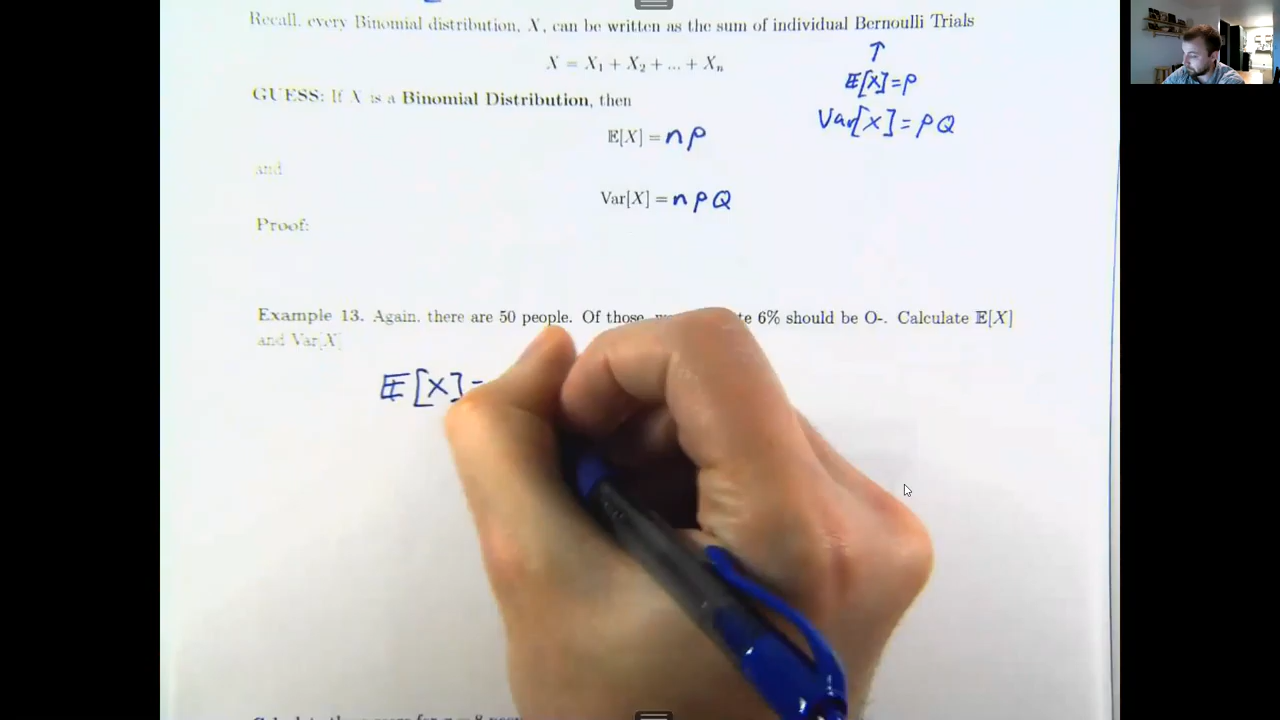 Recall, every Binomial distribution, X, can be written as the sum of individual Bernoulli Trials
X = X₁ + X₂ + ... + Xₙ
↑
𝔼[X] = p
Var[X] = pQ
GUESS: If X is a Binomial Distribution, then
𝔼[X] = np
and
Var[X] = npQ
Proof:
Example 13. Again, there are 50 people. Of those, 6% should be O-. Calculate 𝔼[X]
and Var[X]
𝔼[X] =